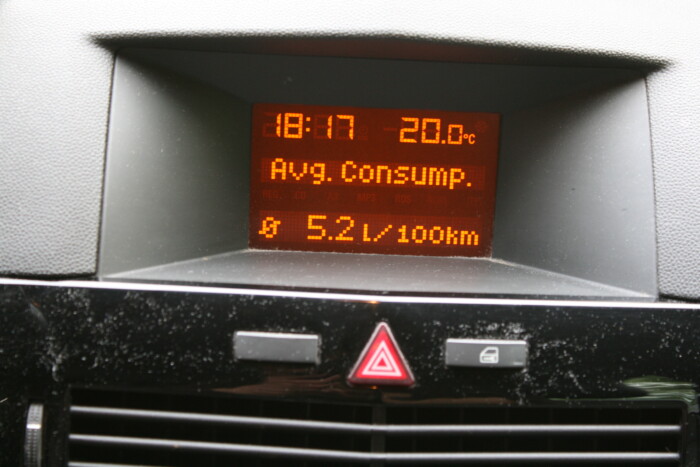 18:17 20.0°C
Avg. Consump.
Ø 5.2 l/100km